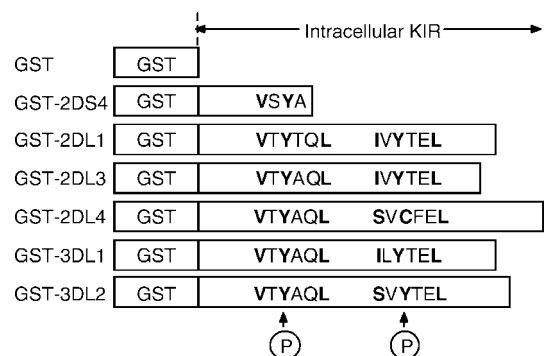 Intracellular KIR
GST GST
GST-2DS4 GST VSYA
GST-2DL1 GST VTYTQL IVYTEL
GST-2DL3 GST VTYAQL IVYTEL
GST-2DL4 GST VTYAQL SVCFEL
GST-3DL1 GST VTYAQL ILYTEL
GST-3DL2 GST VTYAQL SVYTEL
P P